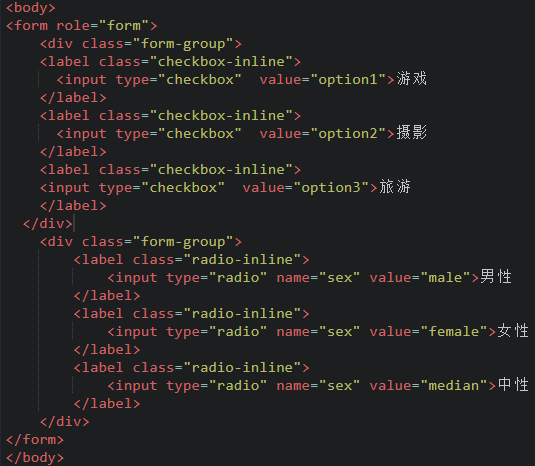 <body>
<form role="form">
<div class="form-group">
<label class="checkbox-inline">
<input type="checkbox"  value="option1">游戏
</label>
<label class="checkbox-inline">
<input type="checkbox"  value="option2">摄影
</label>
<label class="checkbox-inline">
<input type="checkbox"  value="option3">旅游
</label>
</div>
<div class="form-group">
<label class="radio-inline">
<input type="radio" name="sex" value="male">男性
</label>
<label class="radio-inline">
<input type="radio" name="sex" value="female">女性
</label>
<label class="radio-inline">
<input type="radio" name="sex" value="median">中性
</label>
</div>
</form>
</body>